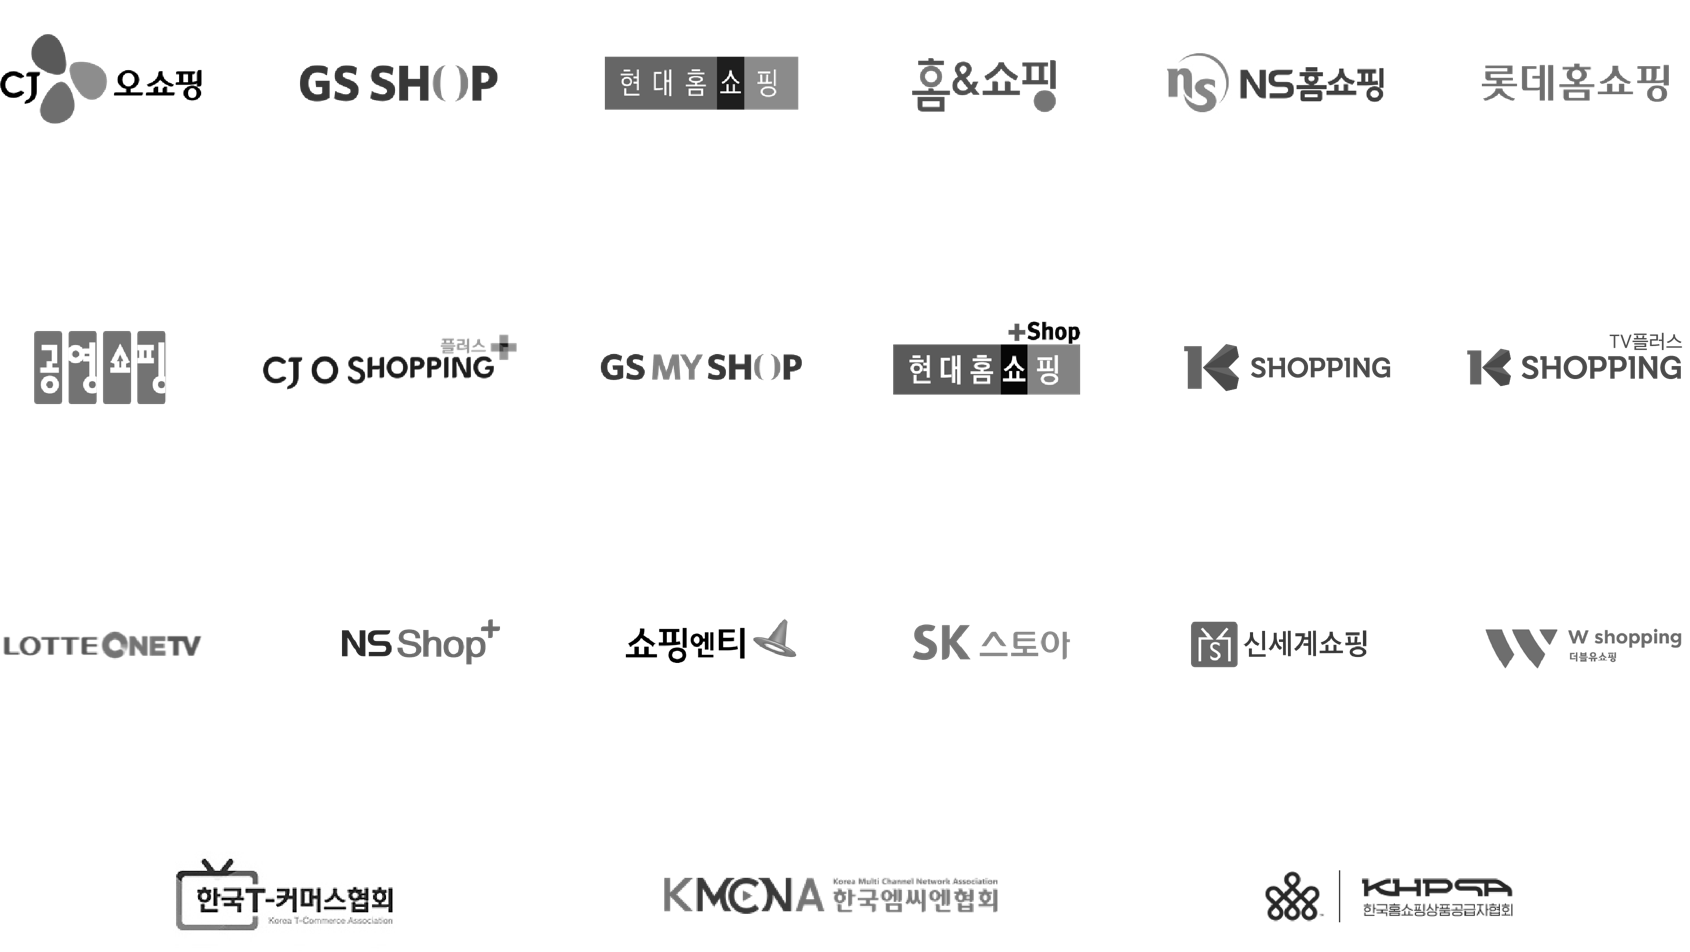 CJ 오쇼핑
GS SHOP
현대홈쇼핑
홈&쇼핑
ns NS홈쇼핑
롯데홈쇼핑
공영쇼핑
플러스
CJ O SHOPPING
GS MY SHOP
+Shop
현대홈쇼핑
K SHOPPING
TV플러스
K SHOPPING
LOTTE ONETV
NS Shop+
쇼핑엔티
SK 스토아
S 신세계쇼핑
W shopping
더블유쇼핑
한국T-커머스협회
Korea T-Commerce Association
KMCNA
Korea Multi Channel Network Association
한국엠씨엔협회
KHPSA
한국홈쇼핑상품공급자협회